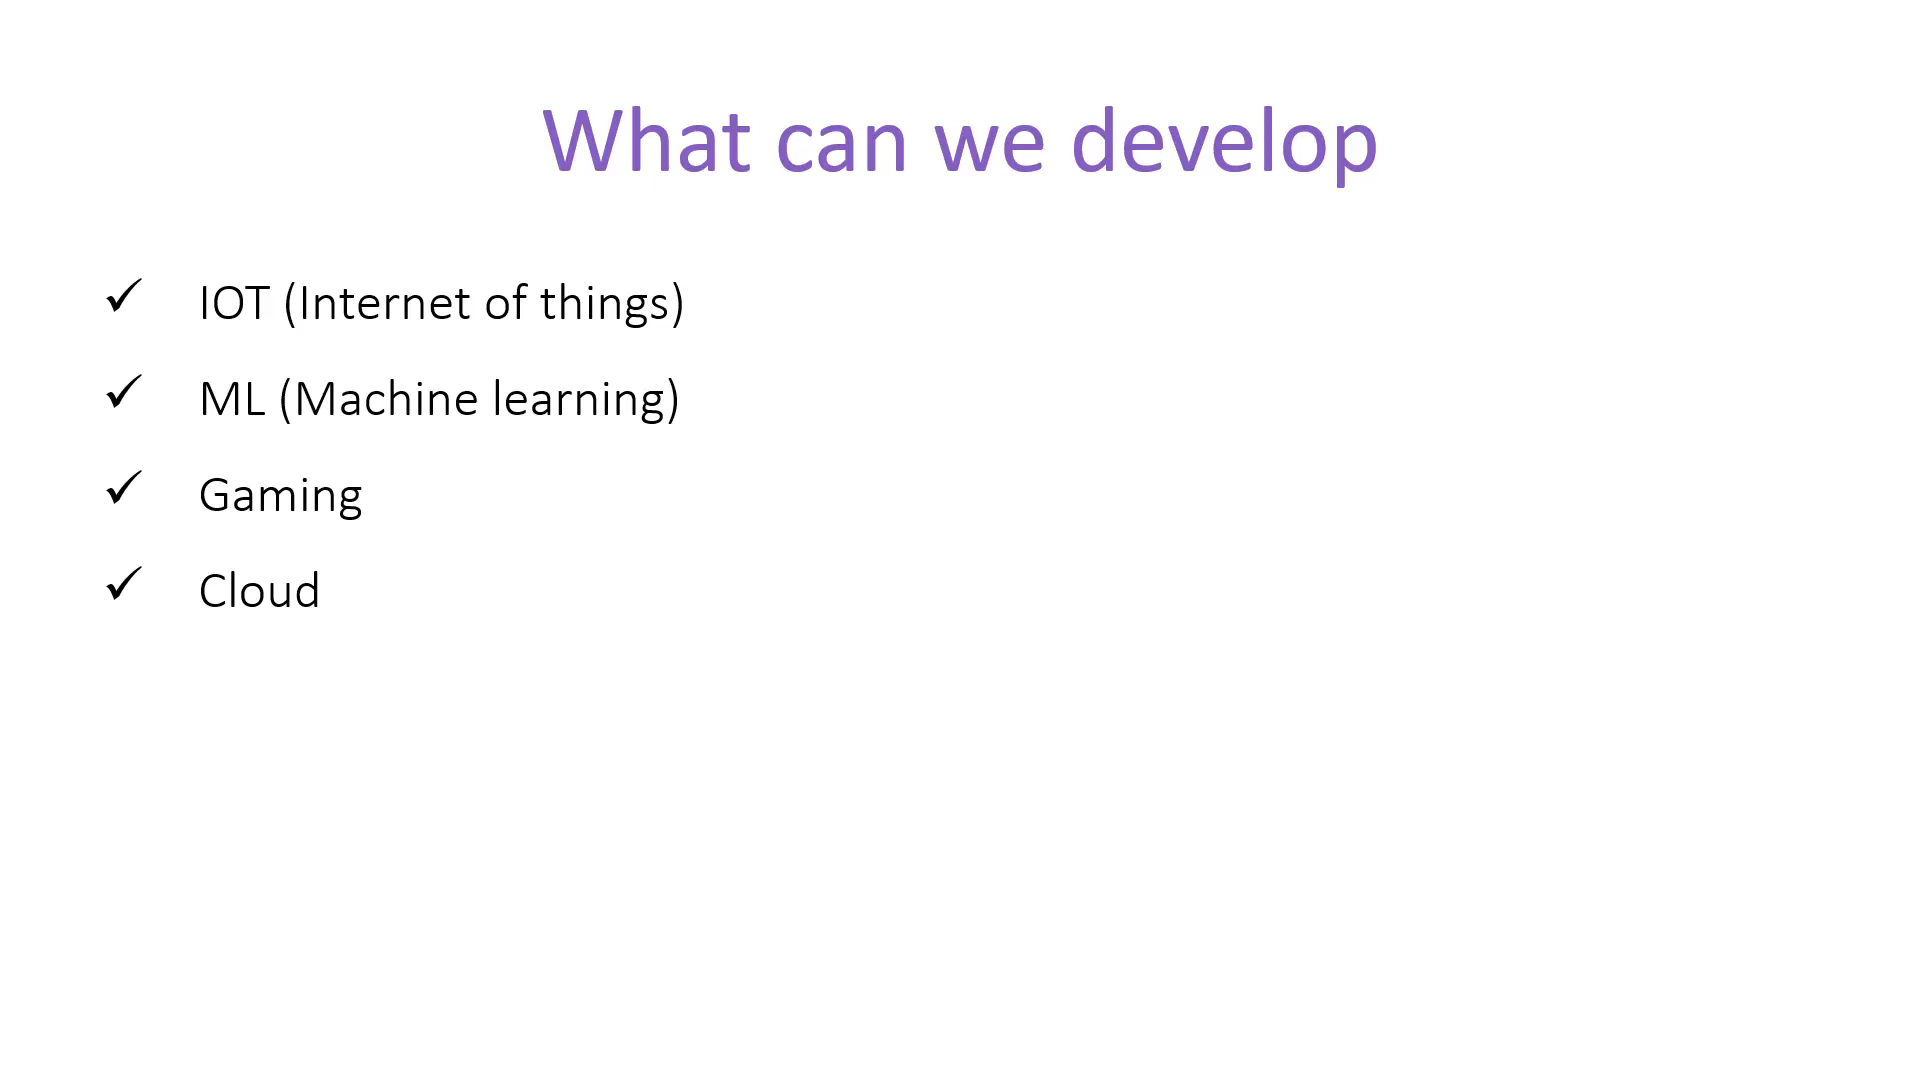 What can we develop
✓ IOT (Internet of things)
✓ ML (Machine learning)
✓ Gaming
✓ Cloud